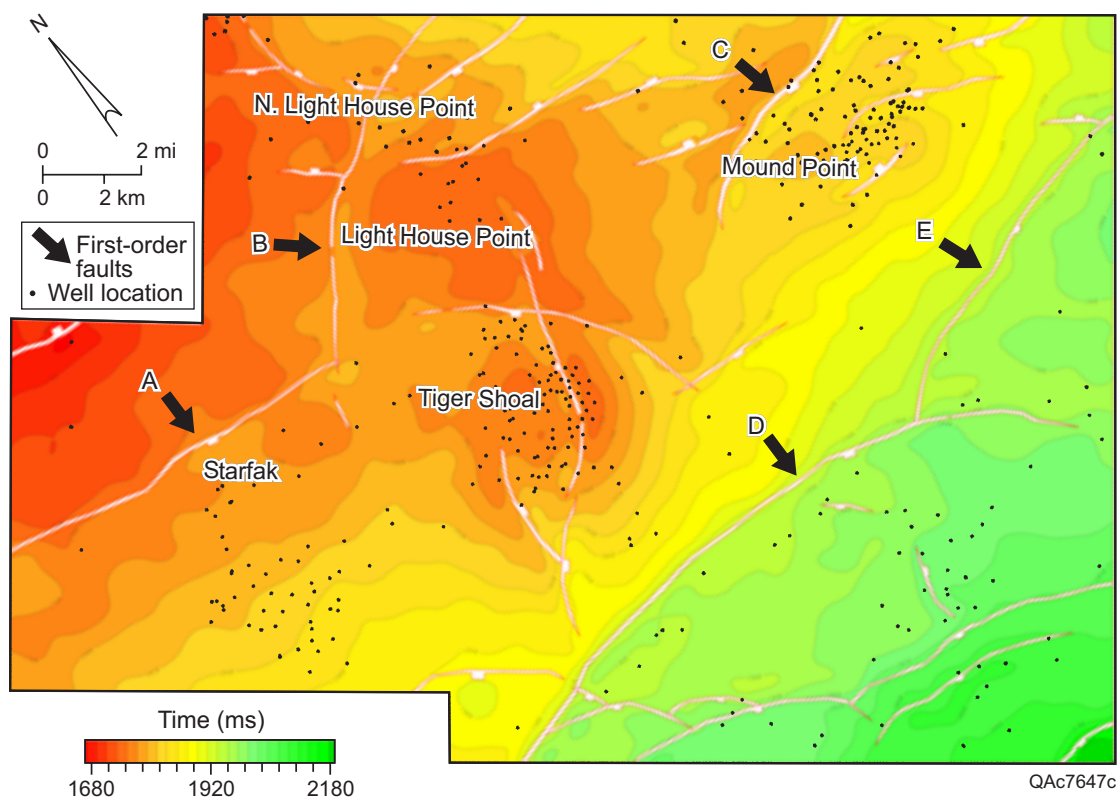 N
0 2 mi
0 2 km
First-order
faults
Well location
N. Light House Point
C
Mound Point
B
Light House Point
E
A
Tiger Shoal
D
Starfak
Time (ms)
1680 1920 2180
QAc7647c